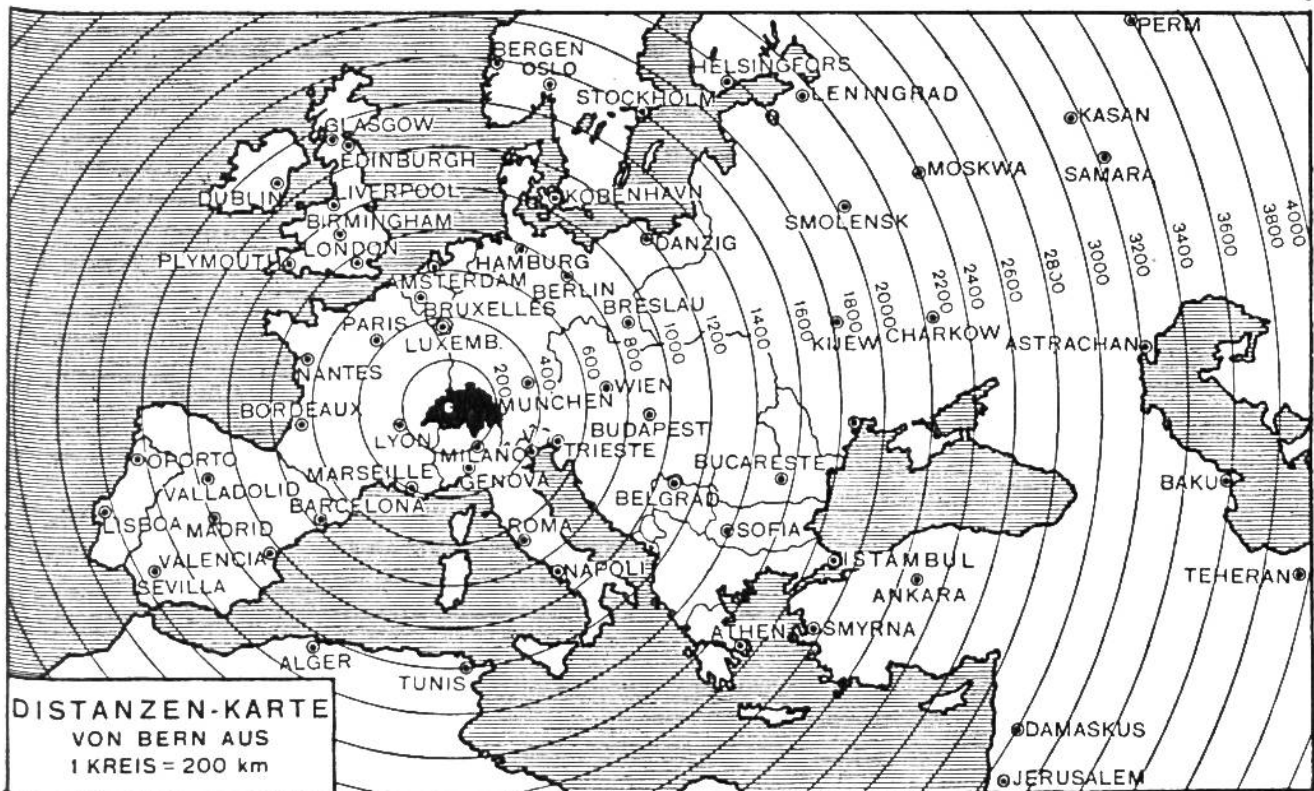 PERM
BERGEN
OSLO
HELSINGFORS
STOCKHOLM
LENINGRAD
KASAN
GLASGOW
EDINBURGH
MOSKWA
SAMARA
DUBLIN
LIVERPOOL
KOBENHAVN
BIRMINGHAM
SMOLENSK
LONDON
DANZIG
PLYMOUTH
HAMBURG
AMSTERDAM
BERLIN
BRUXELLES
BRESLAU
PARIS
LUXEMB.
KIJEW
CHARKOW
ASTRACHAN
200
400
600
800
1000
1200
1400
1600
1800
2000
2200
2400
2600
2800
3000
3200
3400
3600
3800
4000
NANTES
WIEN
MÜNCHEN
BORDEAUX
LYON
BUDAPEST
MILANO
TRIESTE
OPORTO
MARSEILLE
GENOVA
BUCARESTE
VALLADOLID
BELGRAD
BAKU
BARCELONA
LISBOA
MADRID
ROMA
SOFIA
VALENCIA
ISTAMBUL
NAPOLI
TEHERAN
SEVILLA
ANKARA
ATHEN
SMYRNA
ALGER
TUNIS
DAMASKUS
JERUSALEM
DISTANZEN-KARTE
VON BERN AUS
1 KREIS = 200 km